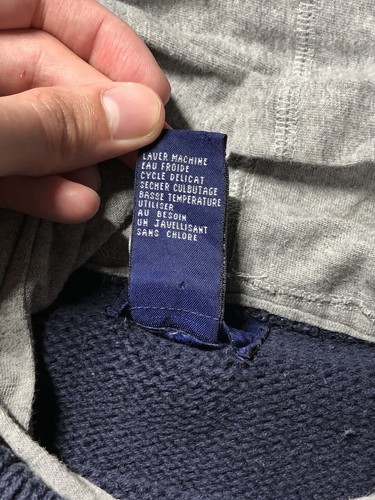 LAVER MACHINE
EAU FROIDE
CYCLE DELICAT
SECHER CULBUTAGE
BASSE TEMPERATURE
UTILISER
AU BESOIN
UN JAVELLISANT
SANS CHLORE